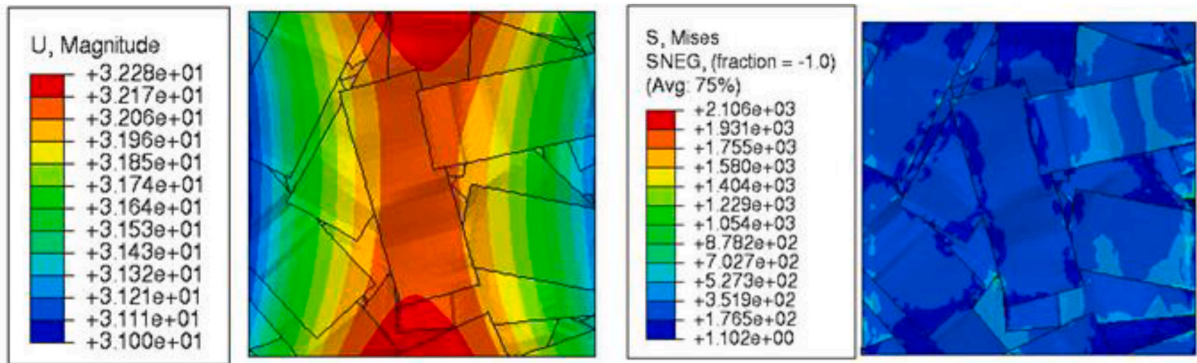 U, Magnitude
+3.228e+01
+3.217e+01
+3.206e+01
+3.196e+01
+3.185e+01
+3.174e+01
+3.164e+01
+3.153e+01
+3.143e+01
+3.132e+01
+3.121e+01
+3.111e+01
+3.100e+01
S, Mises
SNEG, (fraction = -1.0)
(Avg: 75%)
+2.106e+03
+1.931e+03
+1.755e+03
+1.580e+03
+1.404e+03
+1.229e+03
+1.054e+03
+8.782e+02
+7.027e+02
+5.273e+02
+3.519e+02
+1.765e+02
+1.102e+00